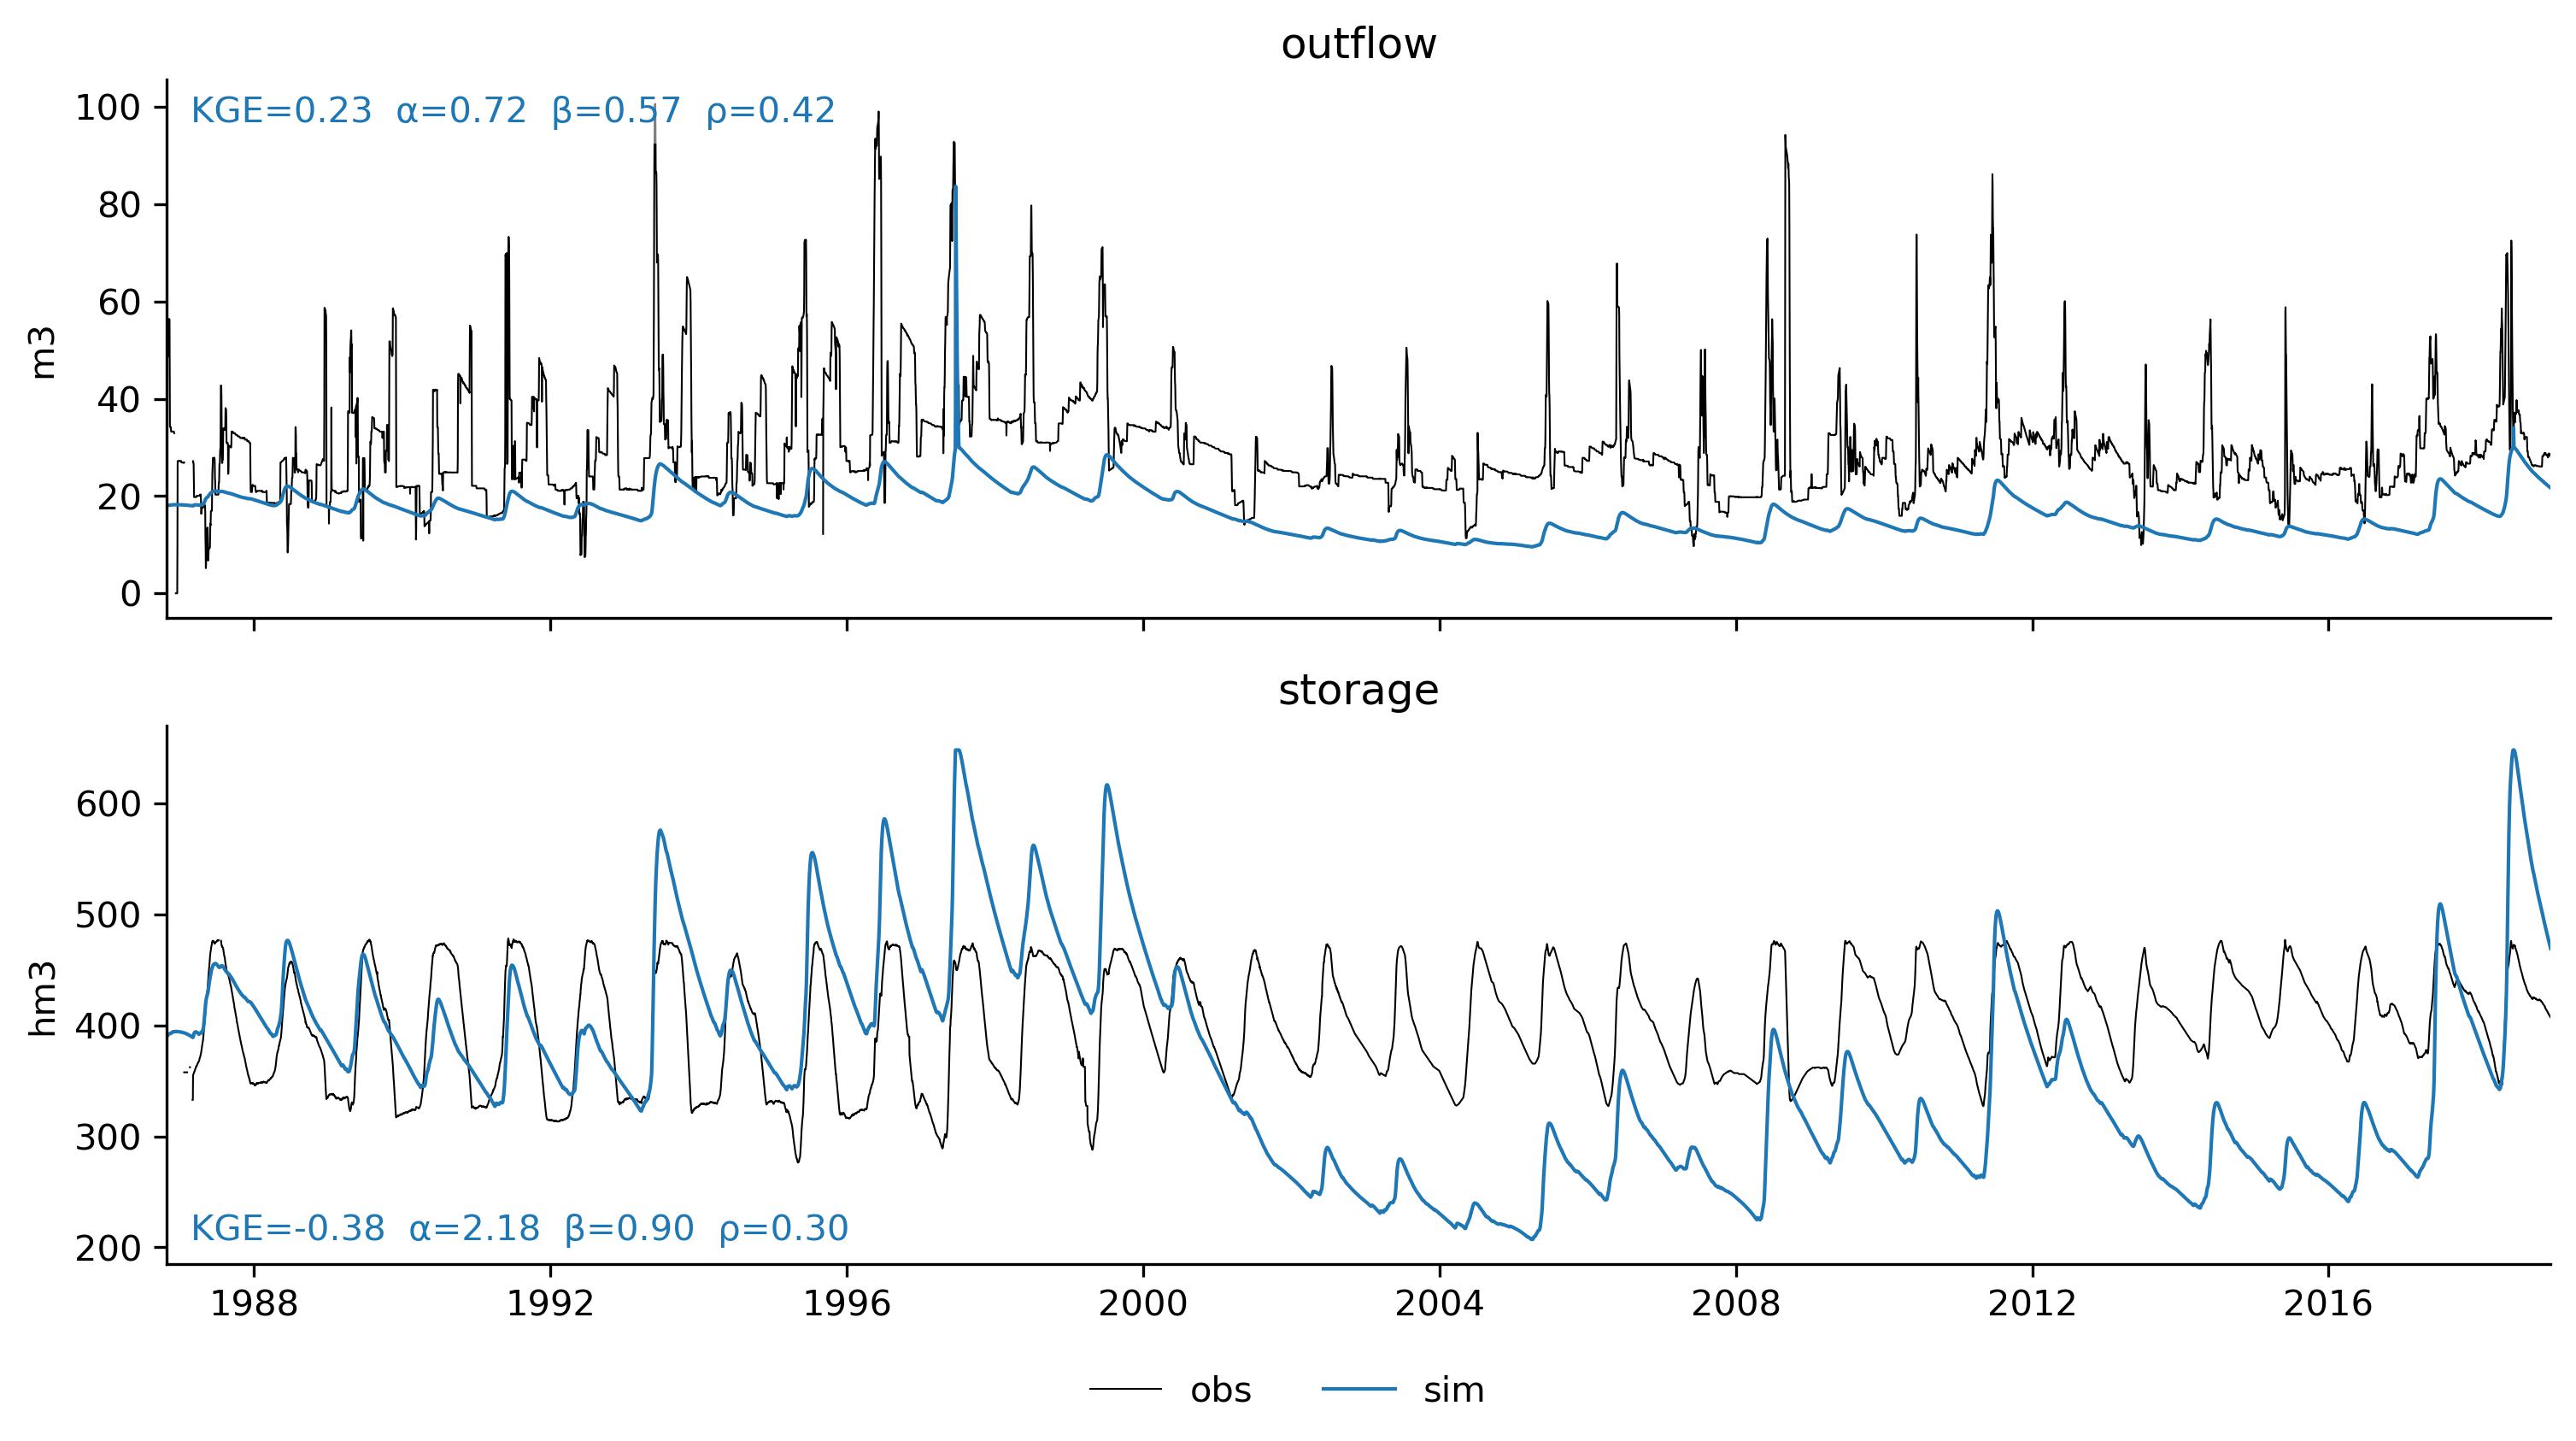 outflow
KGE=0.23 α=0.72 β=0.57 ρ=0.42
100
80
60
40
20
0
m3
storage
600
500
400
300
200
hm3
KGE=-0.38 α=2.18 β=0.90 ρ=0.30
1988 1992 1996 2000 2004 2008 2012 2016
obs sim